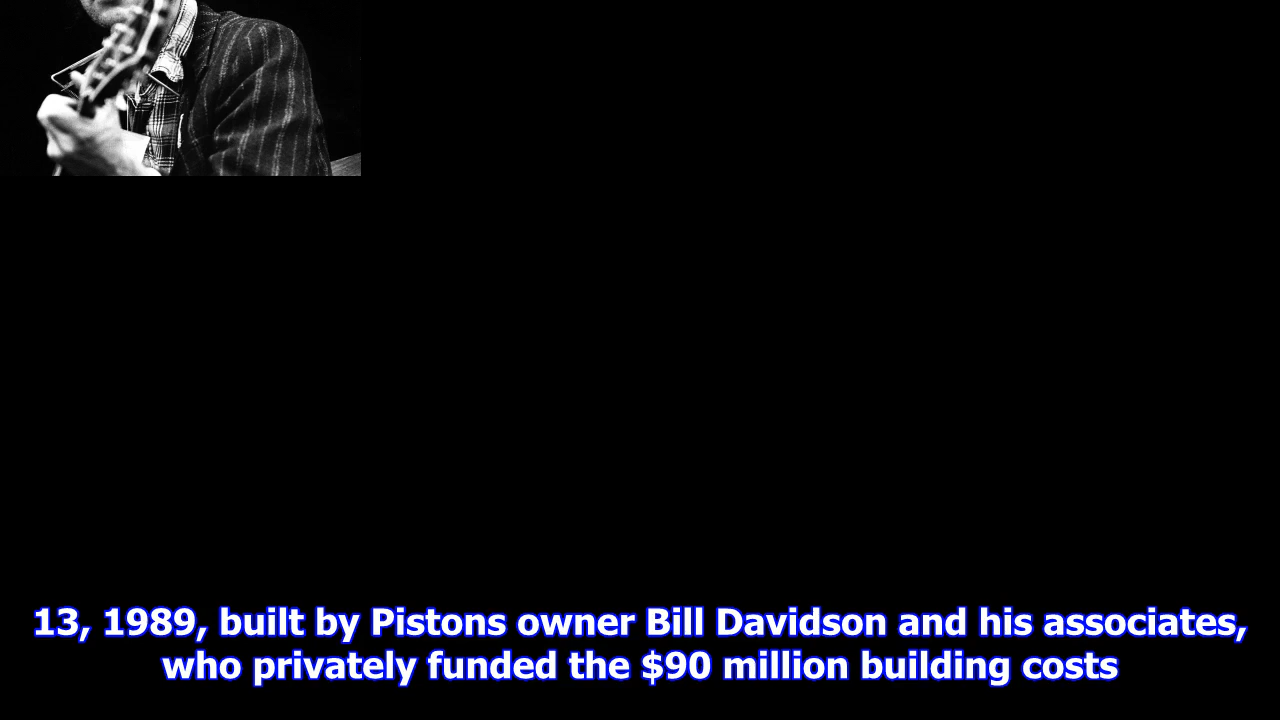 13, 1989, built by Pistons owner Bill Davidson and his associates,
who privately funded the $90 million building costs